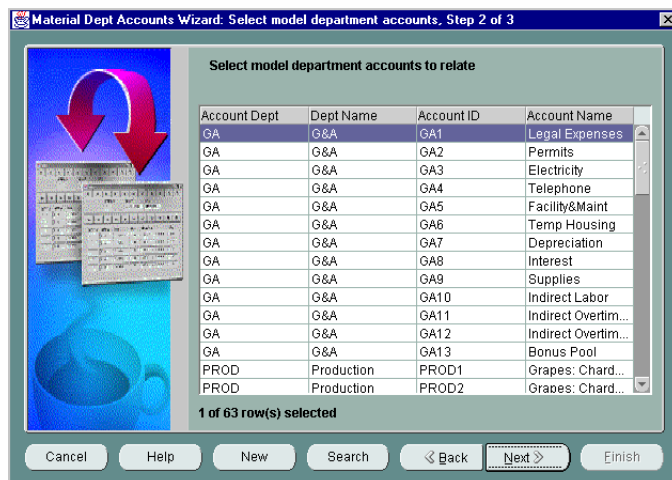 Material Dept Accounts Wizard: Select model department accounts, Step 2 of 3
Select model department accounts to relate
Account Dept Dept Name Account ID Account Name
GA G&A GA1 Legal Expenses
GA G&A GA2 Permits
GA G&A GA3 Electricity
GA G&A GA4 Telephone
GA G&A GA5 Facility&Maint
GA G&A GA6 Temp Housing
GA G&A GA7 Depreciation
GA G&A GA8 Interest
GA G&A GA9 Supplies
GA G&A GA10 Indirect Labor
GA G&A GA11 Indirect Overtim...
GA G&A GA12 Indirect Overtim...
GA G&A GA13 Bonus Pool
PROD Production PROD1 Grapes: Chard...
PROD Production PROD2 Grapes: Chard...
1 of 63 row(s) selected
Cancel Help New Search Back Next Finish